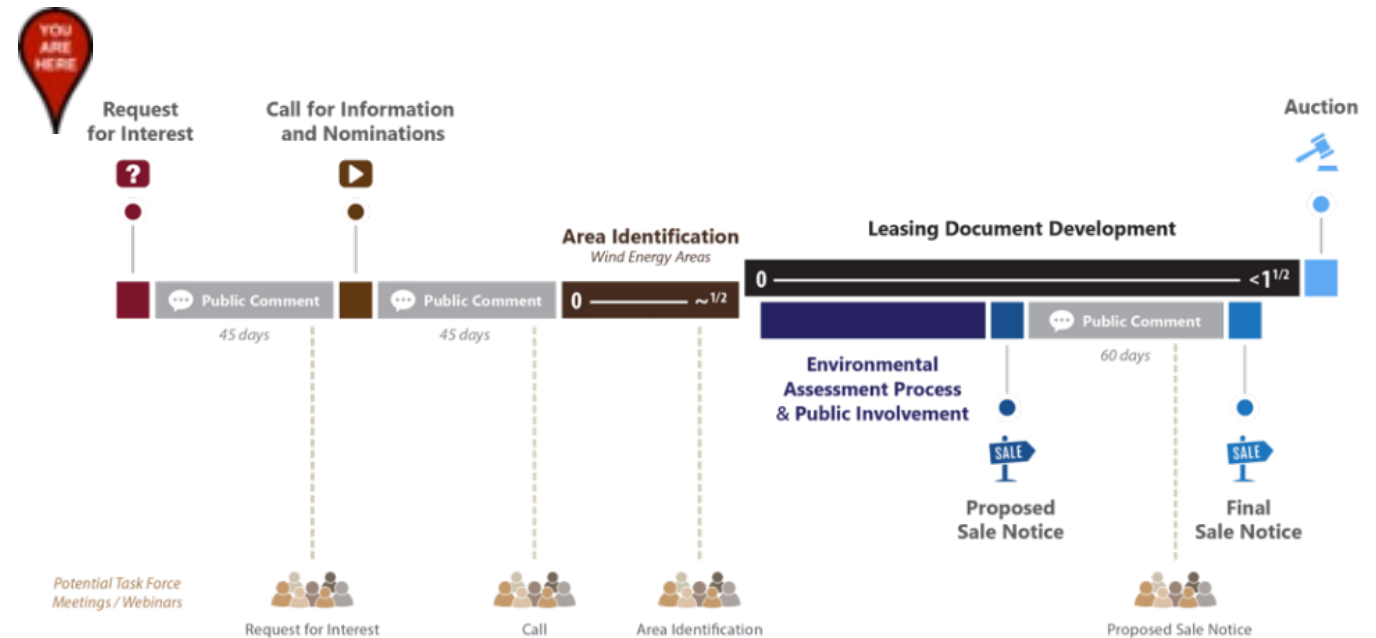 YOU
ARE
HERE
Request
for Interest
Call for Information
and Nominations
Auction
?
Area Identification
Wind Energy Areas
Leasing Document Development
0
<1 1/2
Public Comment
Public Comment
0
~1/2
45 days
45 days
Public Comment
60 days
Environmental
Assessment Process
& Public Involvement
SALE
SALE
Proposed
Sale Notice
Final
Sale Notice
Potential Task Force
Meetings / Webinars
Request for Interest
Call
Area Identification
Proposed Sale Notice